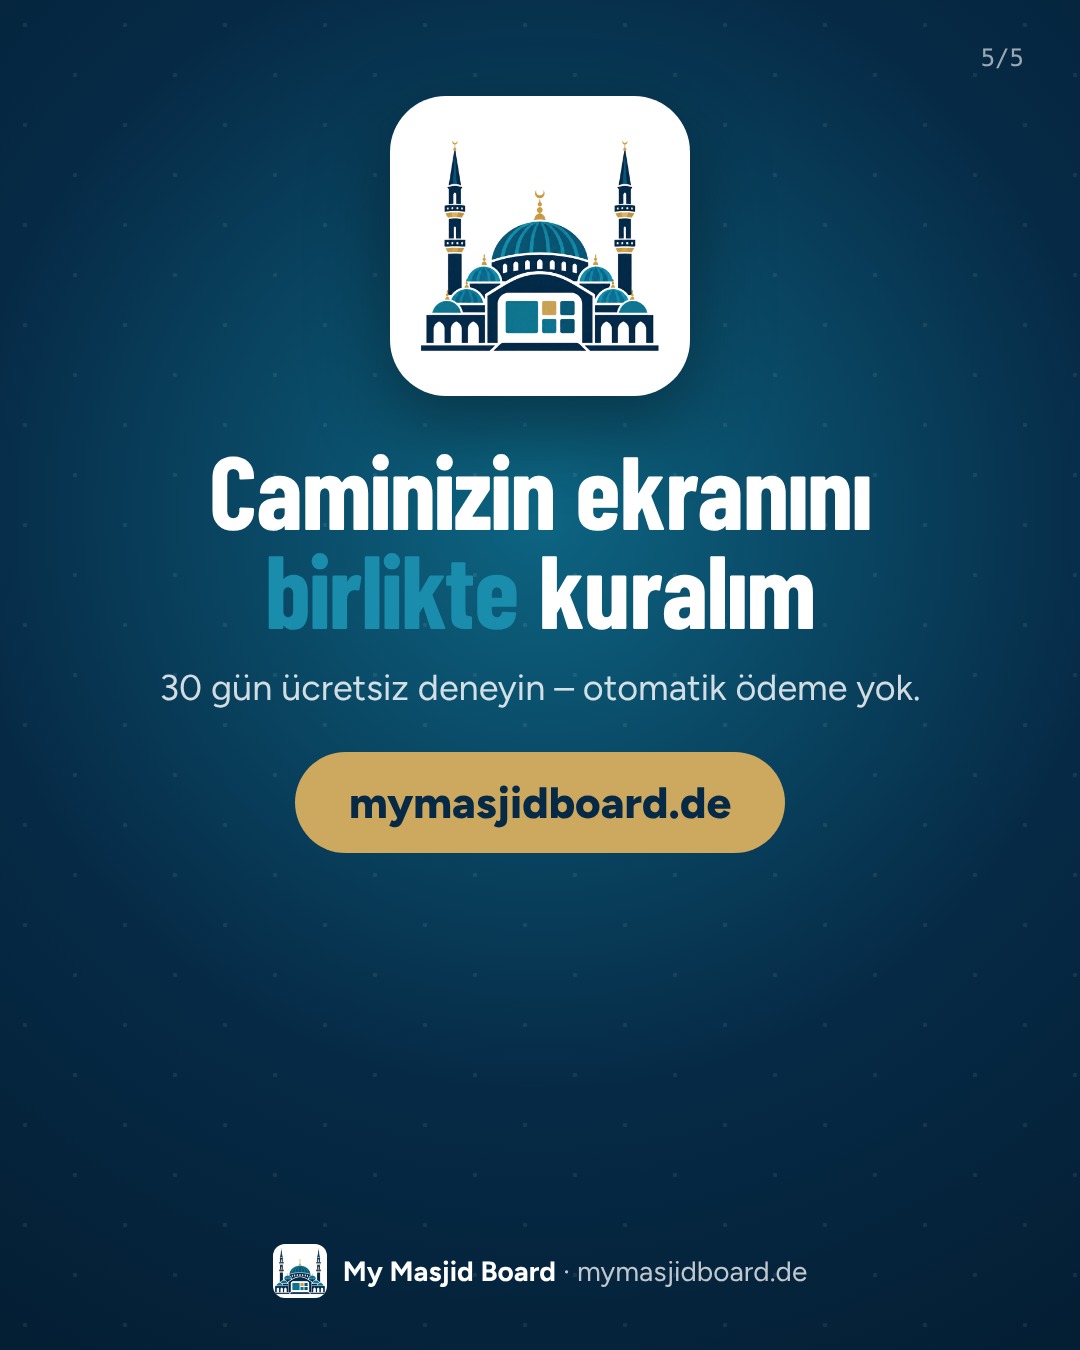 5/5
Caminizin ekranını
birlikte kuralım
30 gün ücretsiz deneyin – otomatik ödeme yok.
mymasjidboard.de
My Masjid Board · mymasjidboard.de